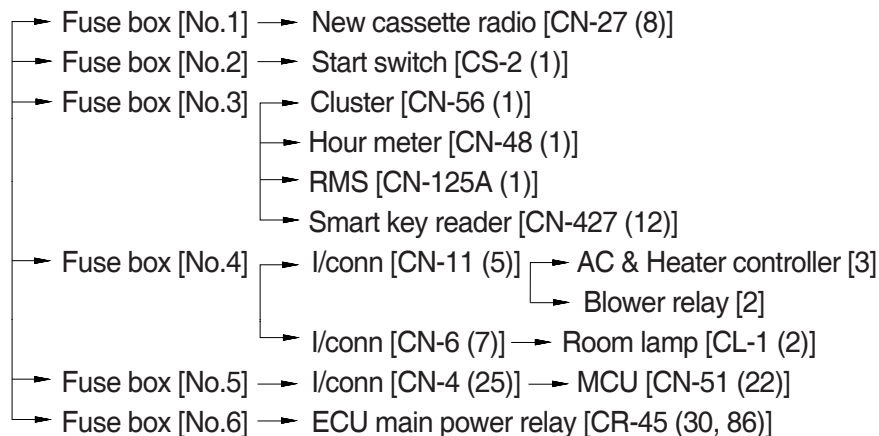 Fuse box [No.1] New cassette radio [CN-27 (8)]
Fuse box [No.2] Start switch [CS-2 (1)]
Fuse box [No.3] Cluster [CN-56 (1)]
Hour meter [CN-48 (1)]
RMS [CN-125A (1)]
Smart key reader [CN-427 (12)]
Fuse box [No.4] I/conn [CN-11 (5)] AC & Heater controller [3]
Blower relay [2]
I/conn [CN-6 (7)] Room lamp [CL-1 (2)]
Fuse box [No.5] I/conn [CN-4 (25)] MCU [CN-51 (22)]
Fuse box [No.6] ECU main power relay [CR-45 (30, 86)]